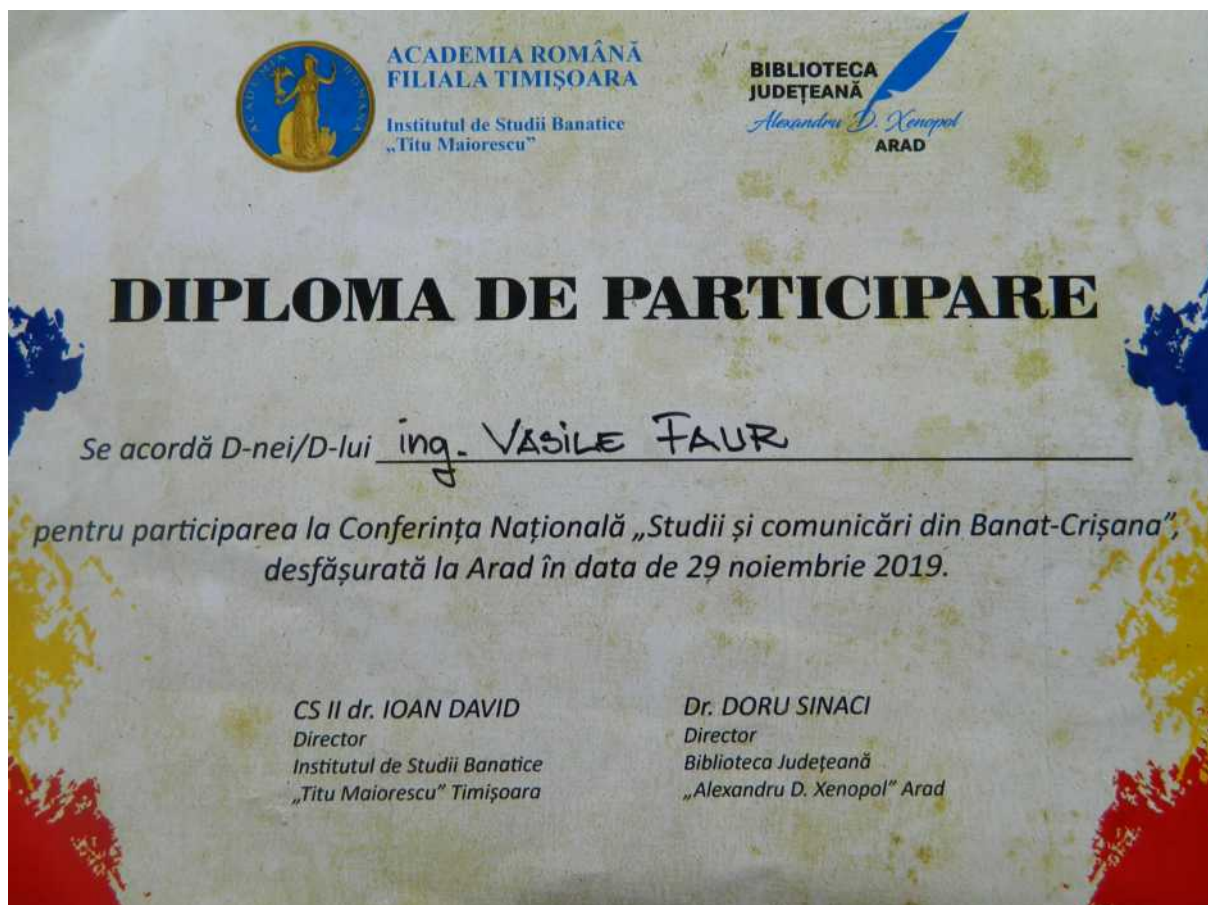 ACADEMIA ROMÂNĂ
FILIALA TIMIȘOARA
Institutul de Studii Banatice
„Titu Maiorescu”
ACADEMIA ROMANA
BIBLIOTECA
JUDEȚEANĂ
Alexandru D. Xenopol
ARAD
DIPLOMA DE PARTICIPARE
Se acordă D-nei/D-lui ing. VASILE FAUR
pentru participarea la Conferința Națională „Studii și comunicări din Banat-Crișana”,
desfășurată la Arad în data de 29 noiembrie 2019.
CS II dr. IOAN DAVID
Director
Institutul de Studii Banatice
„Titu Maiorescu” Timișoara
Dr. DORU SINACI
Director
Biblioteca Județeană
„Alexandru D. Xenopol” Arad